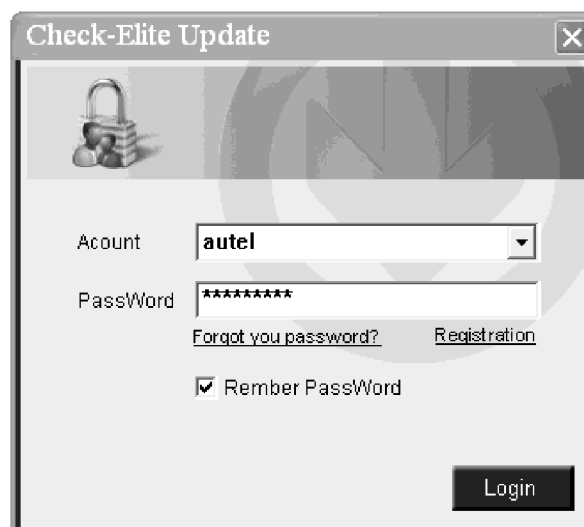 Check-Elite Update
Acount autel
PassWord *********
Forgot you password? Registration
Rember PassWord
Login